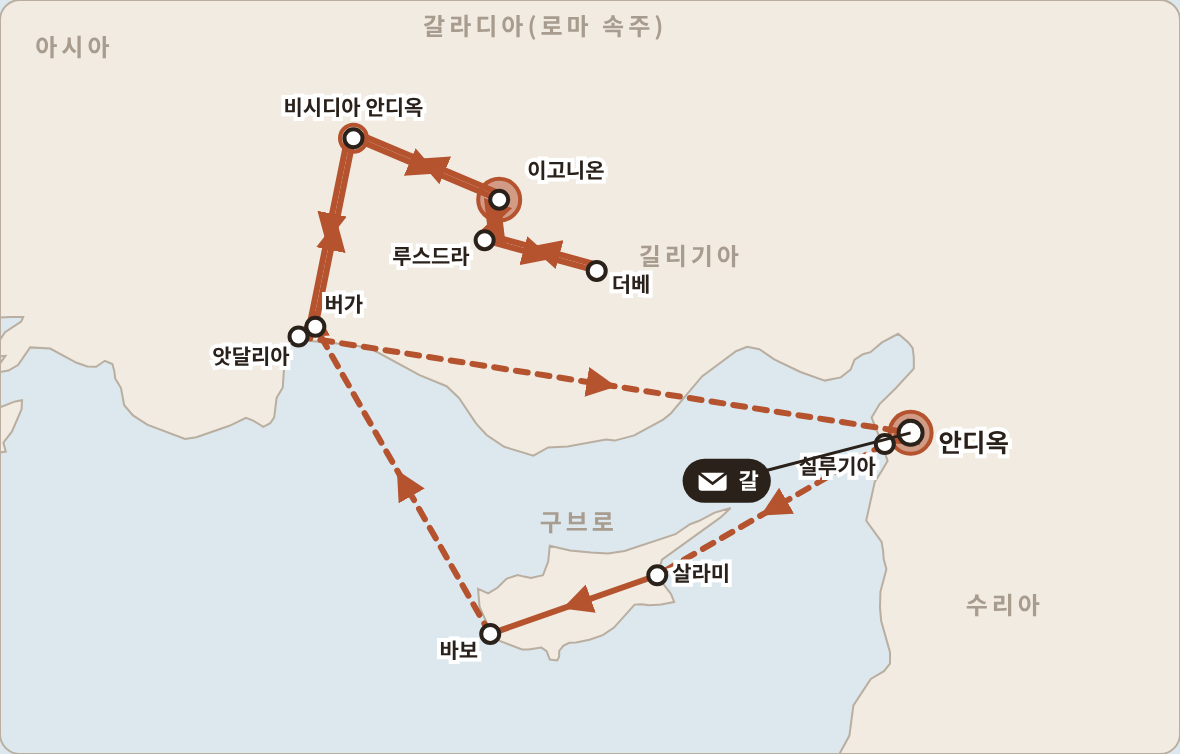 갈라디아(로마 속주)
아시아
비시디아 안디옥
이고니온
루스드라
길리기아
더베
버가
앗달리아
안디옥
실루기아
갈
구브로
살라미
수리아
바보